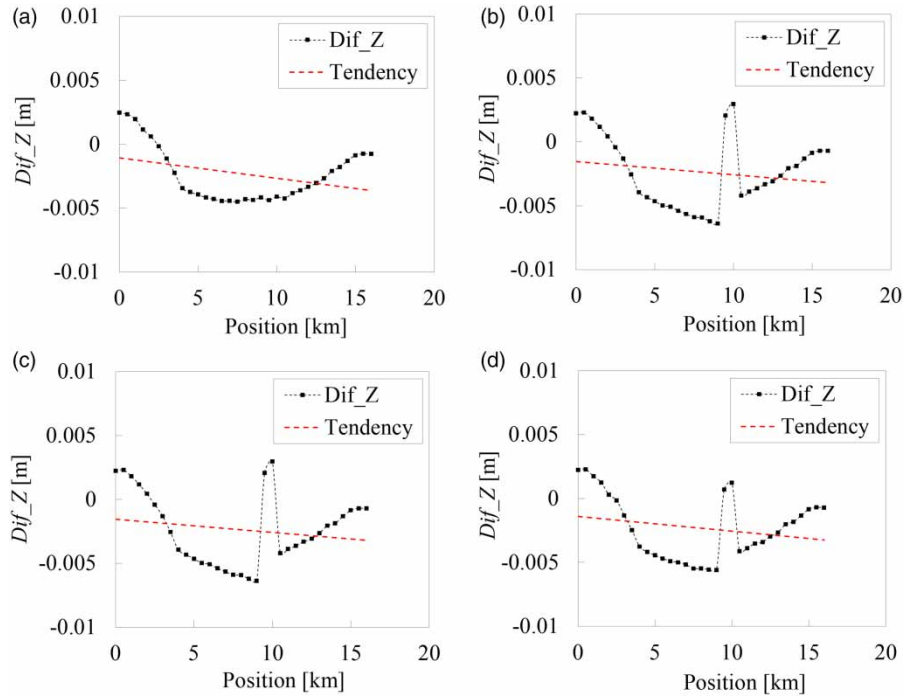 (a)
0.01
0.005
0
-0.005
-0.01
Dif_Z [m]
Dif_Z
Tendency
0 5 10 15 20
Position [km]
(b)
0.01
0.005
0
-0.005
-0.01
Dif_Z [m]
Dif_Z
Tendency
0 5 10 15 20
Position [km]
(c)
0.01
0.005
0
-0.005
-0.01
Dif_Z [m]
Dif_Z
Tendency
0 5 10 15 20
Position [km]
(d)
0.01
0.005
0
-0.005
-0.01
Dif_Z [m]
Dif_Z
Tendency
0 5 10 15 20
Position [km]